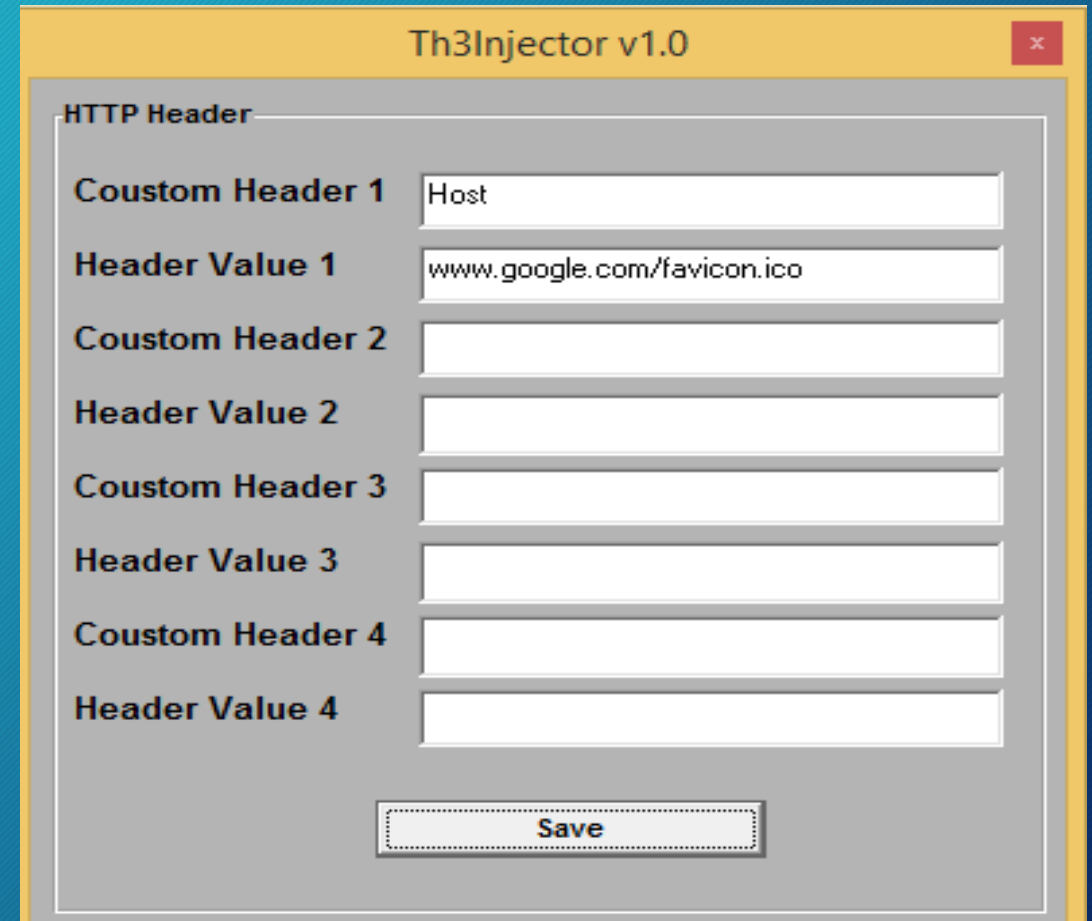 Th3Injector v1.0
x
HTTP Header
Coustom Header 1
Host
Header Value 1
www.google.com/favicon.ico
Coustom Header 2
Header Value 2
Coustom Header 3
Header Value 3
Coustom Header 4
Header Value 4
Save